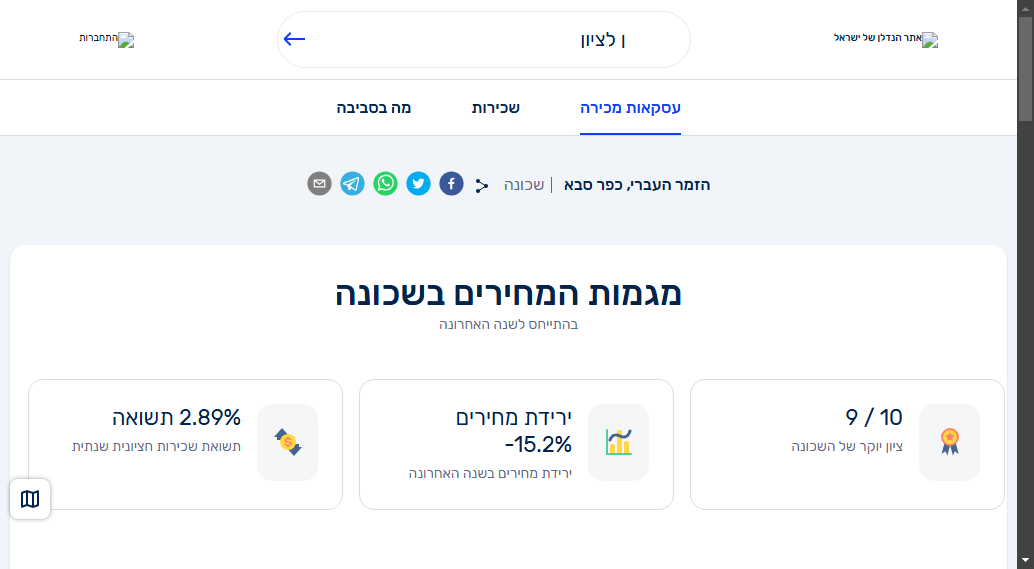 אתר הנדלן של ישראל
ן לציון
התחברות
עסקאות מכירה
שכירות
מה בסביבה
הזמר העברי, כפר סבא | שכונה
מגמות המחירים בשכונה
בהתייחס לשנה האחרונה
9 / 10
ציון יוקר של השכונה
ירידת מחירים
-15.2%
ירידת מחירים בשנה האחרונה
2.89% תשואה
תשואת שכירות חציונית שנתית